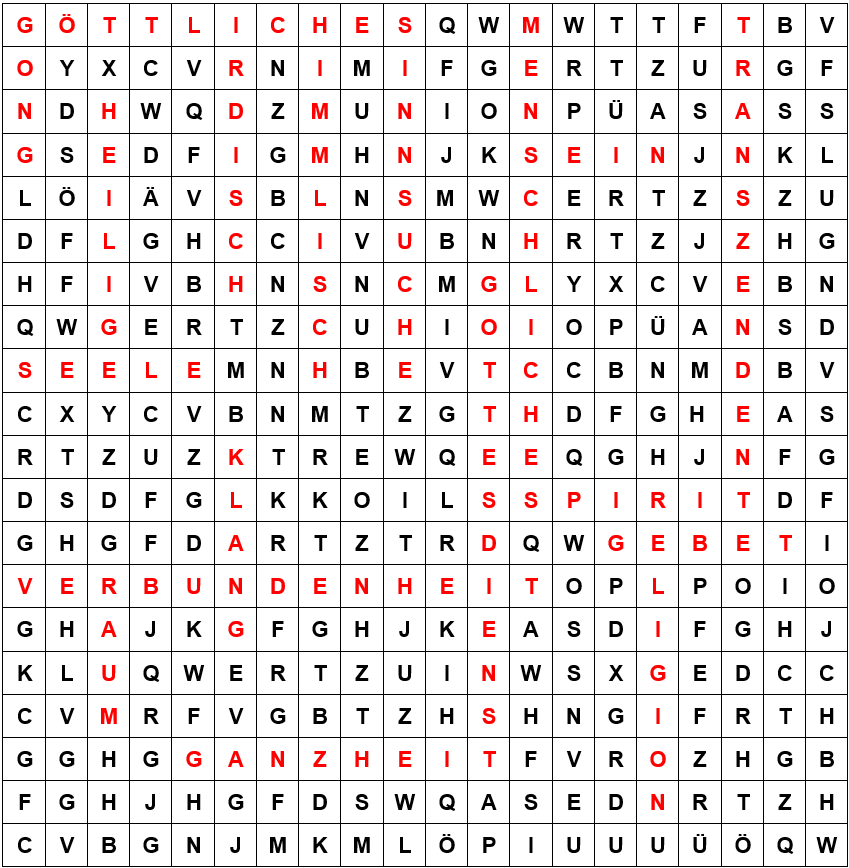 G Ö T T L I C H E S Q W M W T T F T B V
O Y X C V R N I M I F G E R T Z U R G F
N D H W Q D Z M U N I O N P Ü A S A S S
G S E D F I G M H N J K S E I N J N K L
L Ö I Ä V S B L N S M W C E R T Z S Z U
D F L G H C C I V U B N H R T Z J Z H G
H F I V B H N S N C M G L Y X C V E B N
Q W G E R T Z C U H I O I O P Ü A N S D
S E E L E M N H B E V T C C B N M D B V
C X Y C V B N M T Z G T H D F G H E A S
R T Z U Z K T R E W Q E E Q G H J N F G
D S D F G L K K O I L S S P I R I T D F
G H G F D A R T Z T R D Q W G E B E T I
V E R B U N D E N H E I T O P L P O I O
G H A J K G F G H J K E A S D I F G H J
K L U Q W E R T Z U I N W S X G E D C C
C V M R F V G B T Z H S H N G I F R T H
G G H G G A N Z H E I T F V R O Z H G B
F G H J H G F D S W Q A S E D N R T Z H
C V B G N J M K M L Ö P I U U U Ü Ö Q W